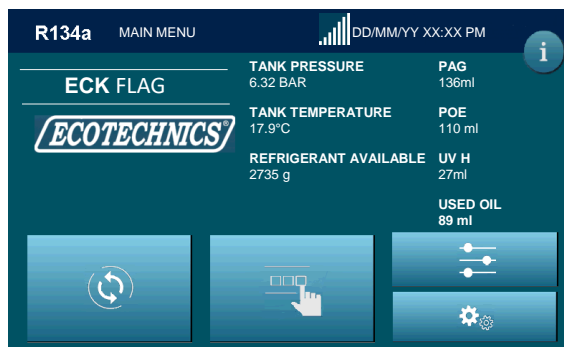 R134a MAIN MENU DD/MM/YY XX:XX PM
i
ECK FLAG
ECOTECHNICS
TANK PRESSURE
6.32 BAR
TANK TEMPERATURE
17.9°C
REFRIGERANT AVAILABLE
2735 g
PAG
136ml
POE
110 ml
UV H
27ml
USED OIL
89 ml